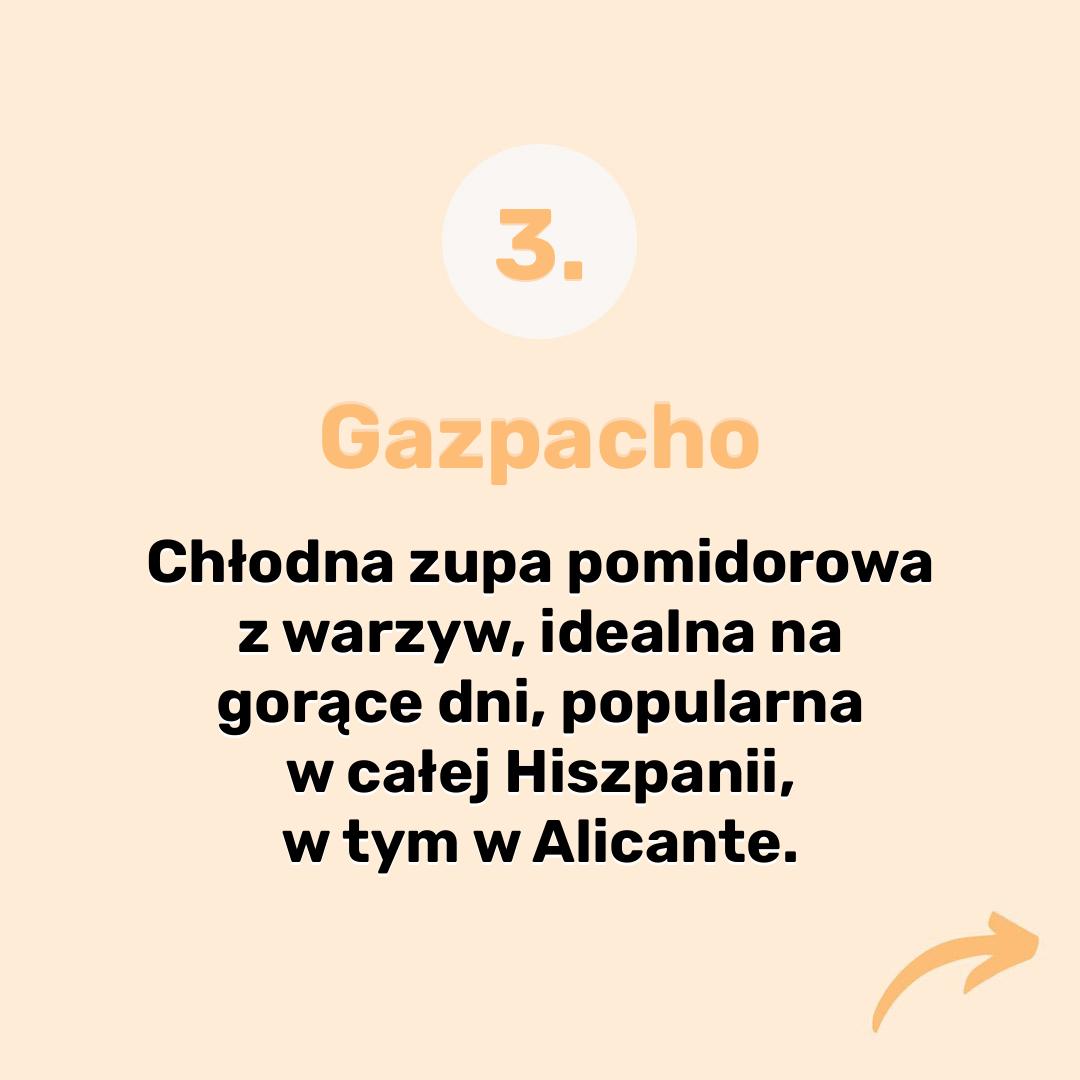 3.
Gazpacho
Chłodna zupa pomidorowa
z warzyw, idealna na
gorące dni, popularna
w całej Hiszpanii,
w tym w Alicante.